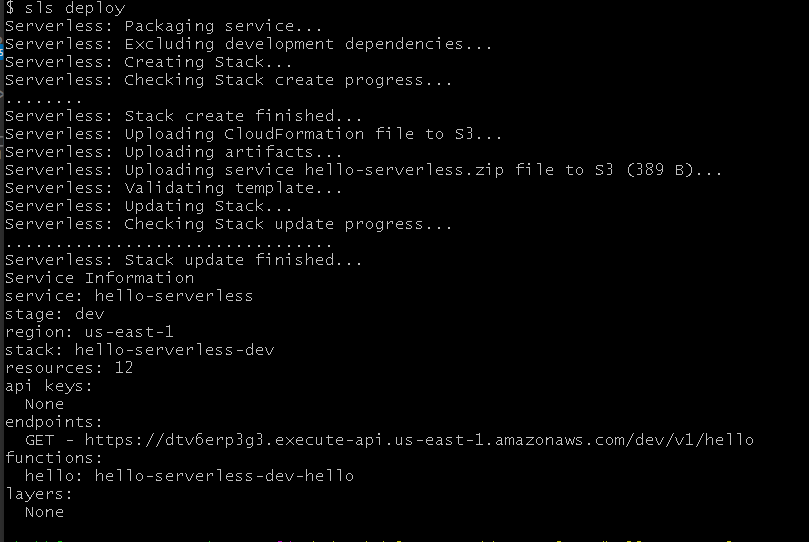 $ sls deploy
Serverless: Packaging service...
Serverless: Excluding development dependencies...
Serverless: Creating Stack...
Serverless: Checking Stack create progress...
........
Serverless: Stack create finished...
Serverless: Uploading CloudFormation file to S3...
Serverless: Uploading artifacts...
Serverless: Uploading service hello-serverless.zip file to S3 (389 B)...
Serverless: Validating template...
Serverless: Updating Stack...
Serverless: Checking Stack update progress...
.................................
Serverless: Stack update finished...
Service Information
service: hello-serverless
stage: dev
region: us-east-1
stack: hello-serverless-dev
resources: 12
api keys:
  None
endpoints:
  GET - https://dtv6erp3g3.execute-api.us-east-1.amazonaws.com/dev/v1/hello
functions:
  hello: hello-serverless-dev-hello
layers:
  None